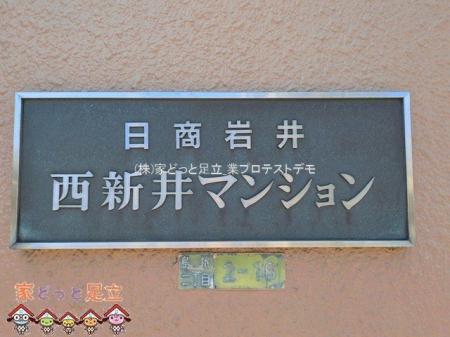 日商岩井
(株)家どっと足立 業プロテストデモ
西新井マンション
2-16
家どっと足立